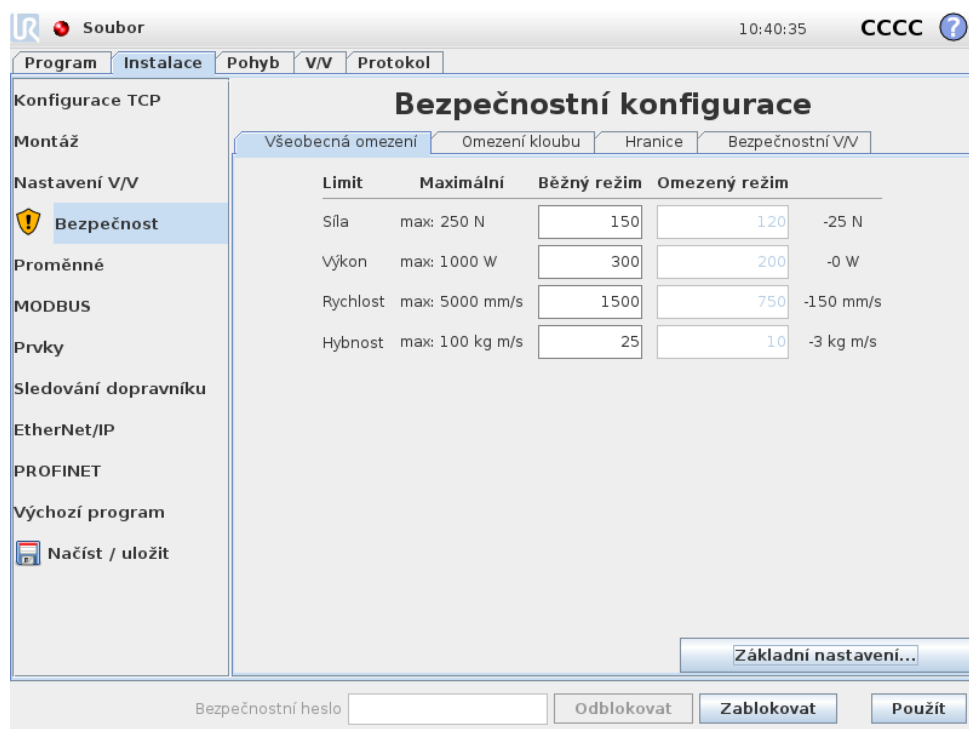 Soubor 10:40:35 CCCC ?
Program Instalace Pohyb V/V Protokol
Konfigurace TCP
Montáž
Nastavení V/V
Bezpečnost
Proměnné
MODBUS
Prvky
Sledování dopravníku
EtherNet/IP
PROFINET
Výchozí program
Načíst / uložit
Bezpečnostní konfigurace
Všeobecná omezení Omezení kloubu Hranice Bezpečnostní V/V
Limit Maximální Běžný režim Omezený režim
Síla max: 250 N 150 120 -25 N
Výkon max: 1000 W 300 200 -0 W
Rychlost max: 5000 mm/s 1500 750 -150 mm/s
Hybnost max: 100 kg m/s 25 10 -3 kg m/s
Základní nastavení...
Bezpečnostní heslo Odblokovat Zablokovat Použít